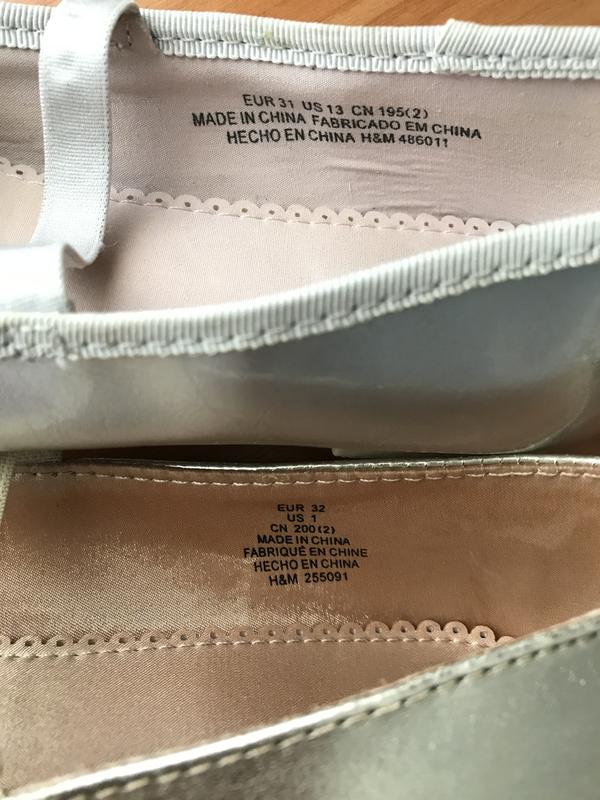 EUR 31 US 13 CN 195(2)
MADE IN CHINA FABRICADO EM CHINA
HECHO EN CHINA H&M 486011
EUR 32
US 1
CN 200(2)
MADE IN CHINA
FABRIQUÉ EN CHINE
HECHO EN CHINA
H&M 255091